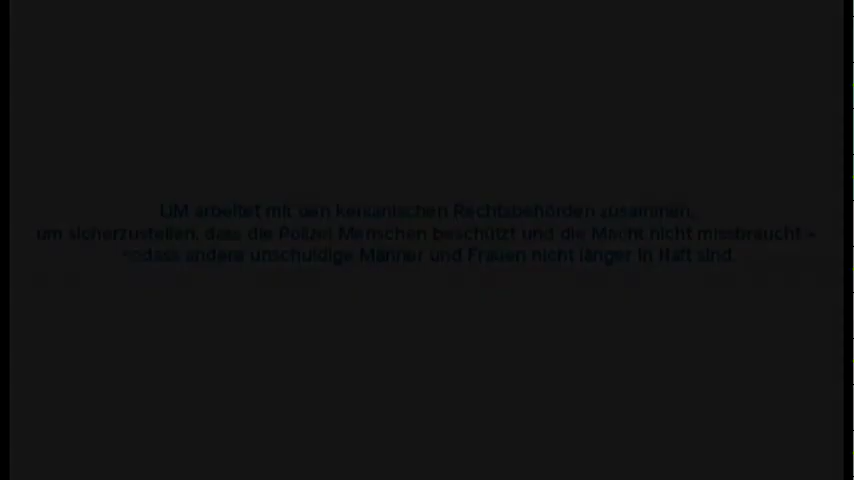 IJM arbeitet mit den kenianischen Rechtsbehörden zusammen,
um sicherzustellen, dass die Polizei Menschen beschützt und die Macht nicht missbraucht –
sodass andere unschuldige Männer und Frauen nicht länger in Haft sind.